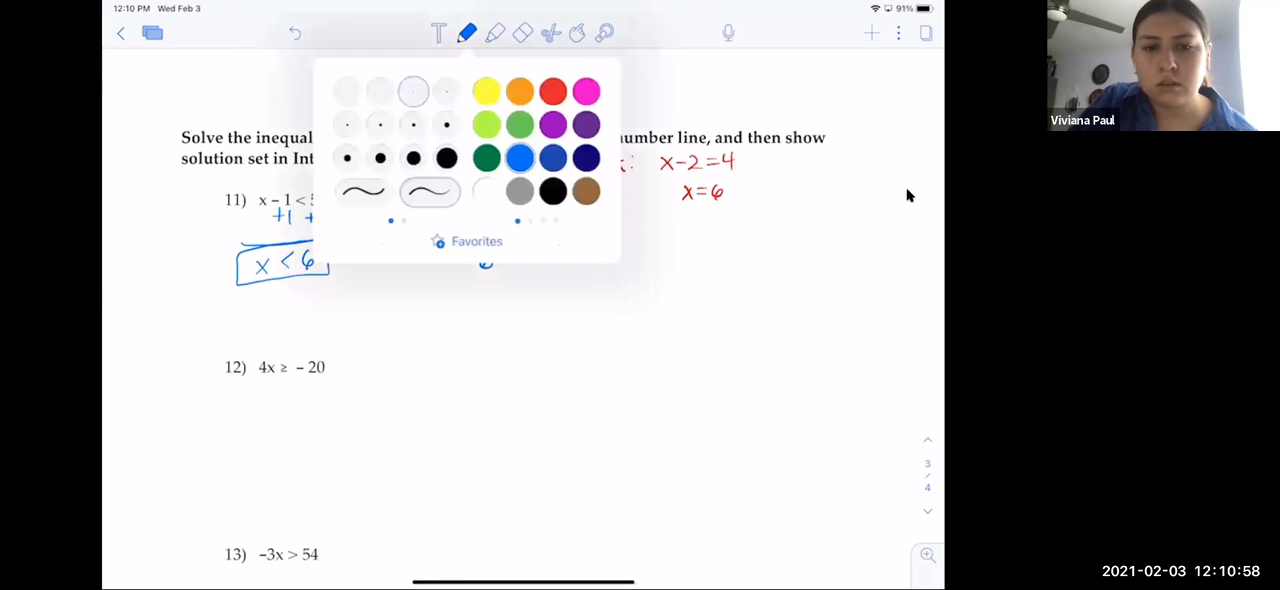 12:10 PM Wed Feb 3
91%
T
Solve the inequal
number line, and then show
solution set in Int
x-2=4
x=6
11) x – 1 <
+1 +
x < 6
Favorites
12) 4x ≥ – 20
13) –3x > 54
3
/
4
Viviana Paul
2021-02-03 12:10:58